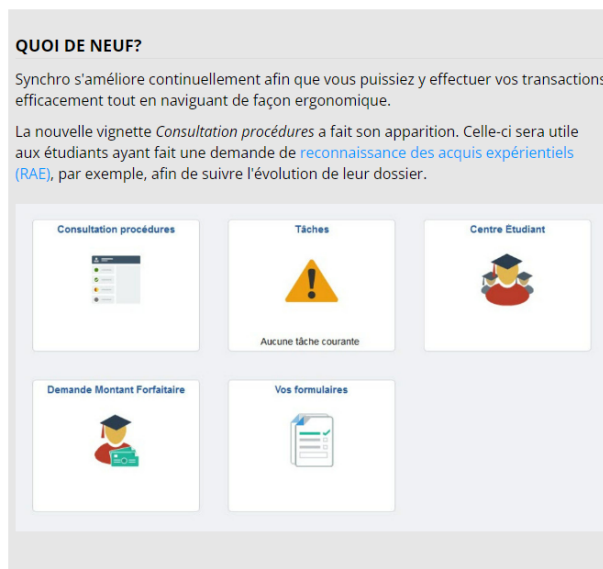 QUOI DE NEUF?
Synchro s'améliore continuellement afin que vous puissiez y effectuer vos transactions
efficacement tout en naviguant de façon ergonomique.
La nouvelle vignette Consultation procédures a fait son apparition. Celle-ci sera utile
aux étudiants ayant fait une demande de reconnaissance des acquis expérientiels
(RAE), par exemple, afin de suivre l'évolution de leur dossier.
Consultation procédures
Tâches
Centre Étudiant
Aucune tâche courante
Demande Montant Forfaitaire
Vos formulaires